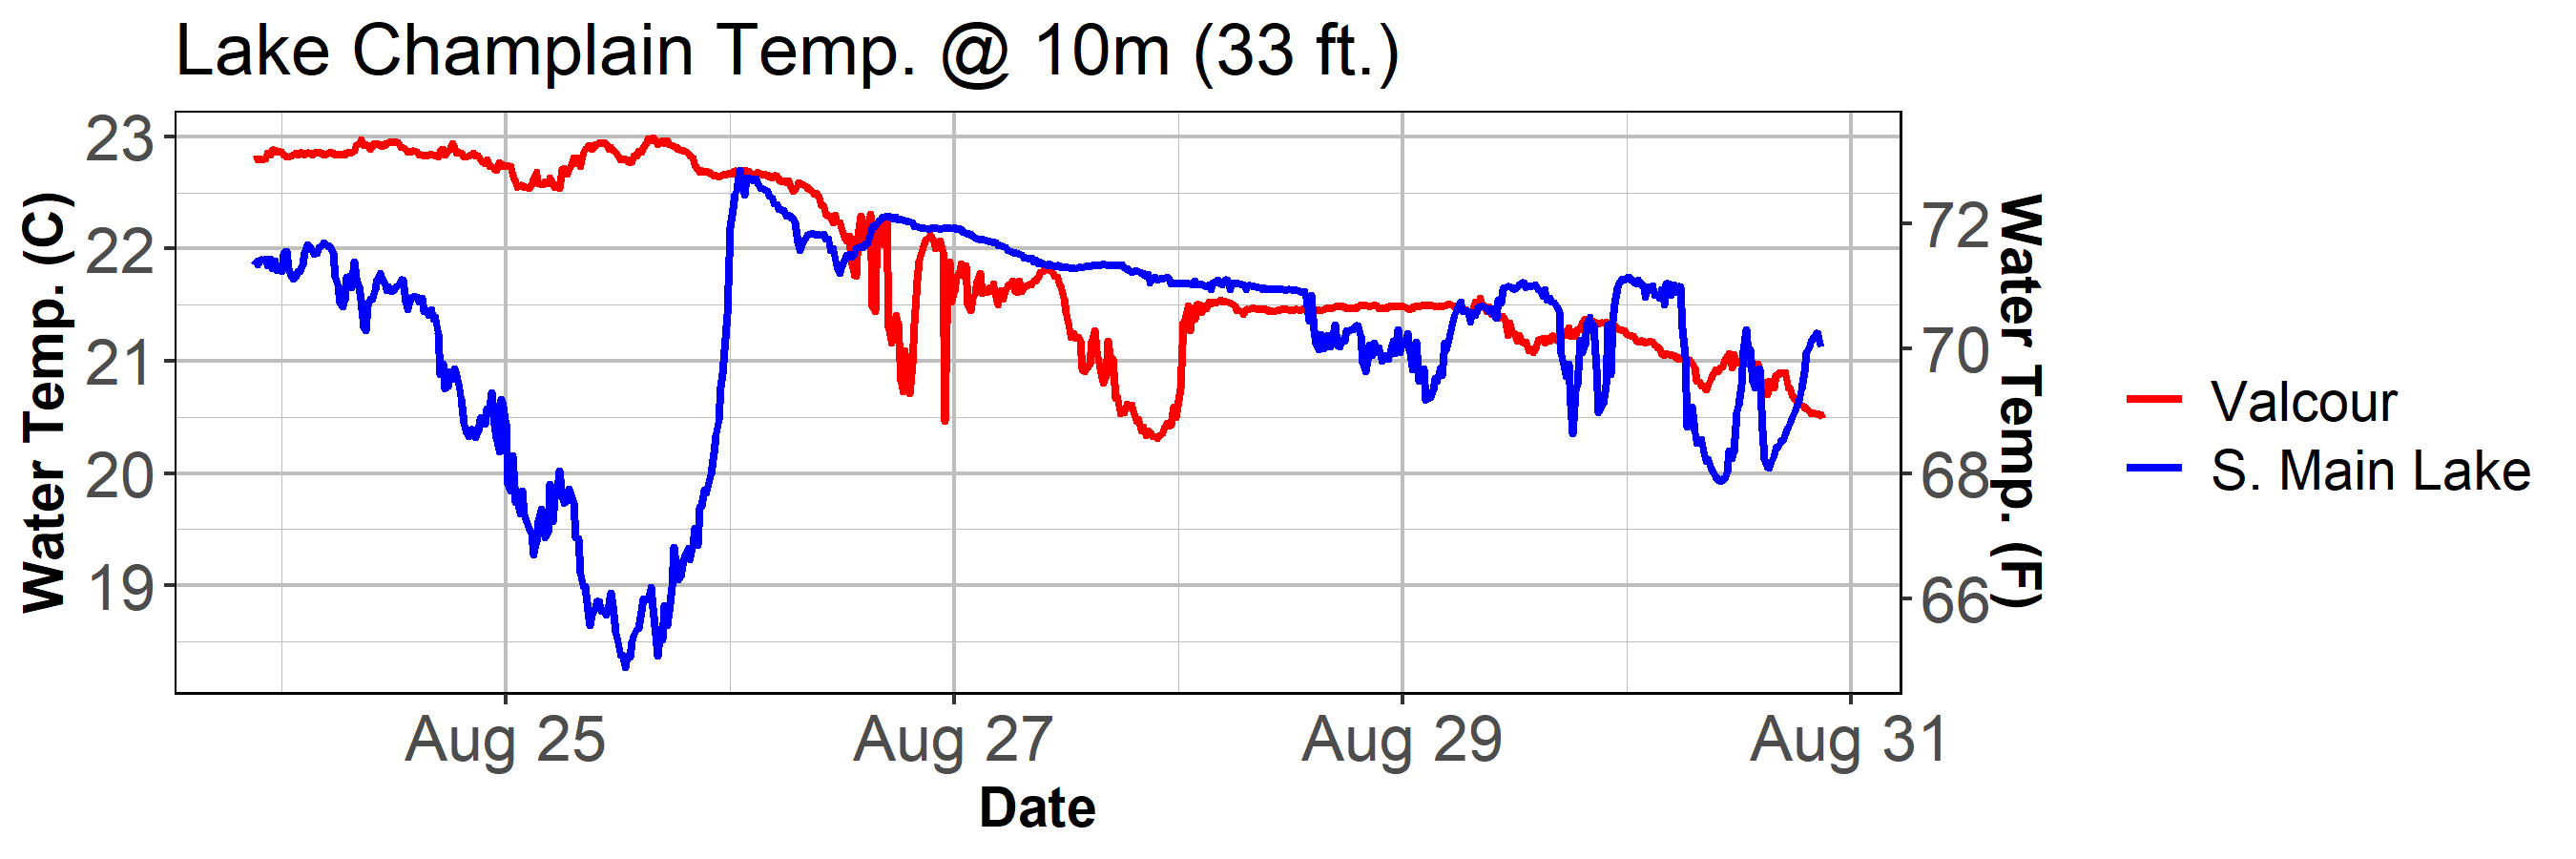 Lake Champlain Temp. @ 10m (33 ft.)
Water Temp. (C)
23
22
21
20
19
72
70
68
66
Water Temp. (F)
Aug 25
Aug 27
Aug 29
Aug 31
Date
Valcour
S. Main Lake